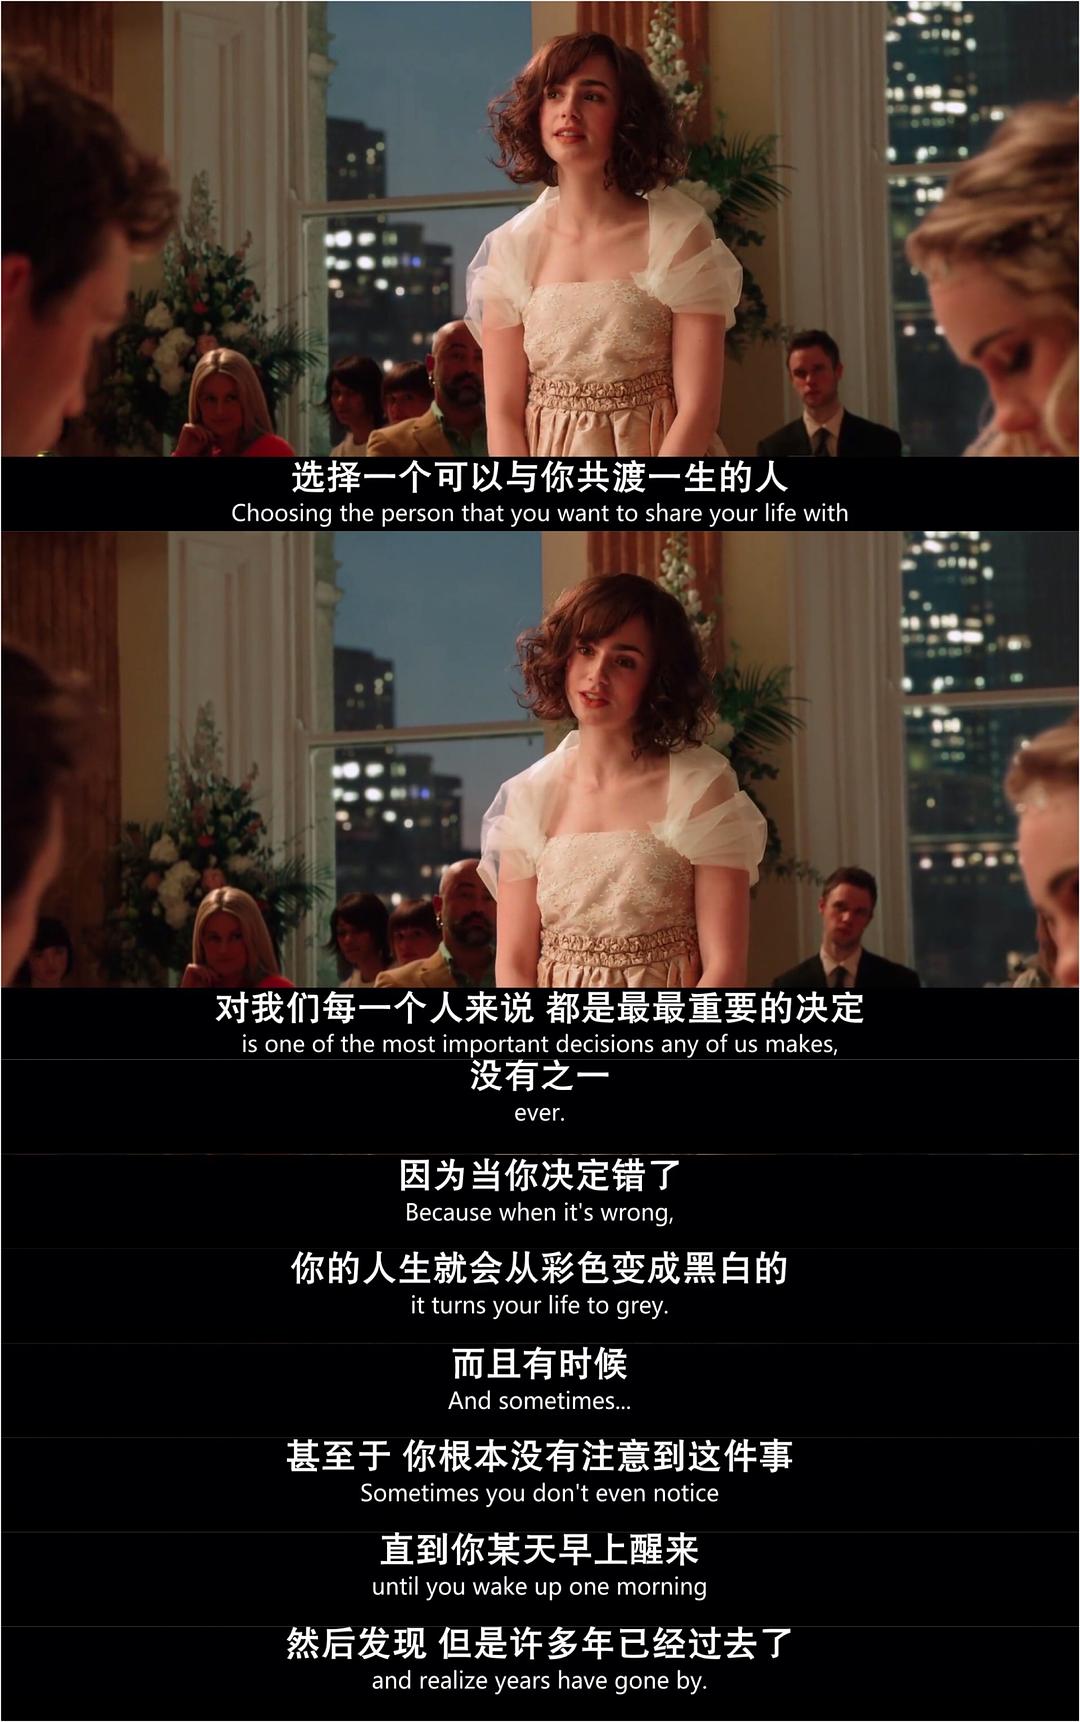 选择一个可以与你共渡一生的人
Choosing the person that you want to share your life with
对我们每一个人来说 都是最最重要的决定
is one of the most important decisions any of us makes,
没有之一
ever.
因为当你决定错了
Because when it's wrong,
你的人生就会从彩色变成黑白的
it turns your life to grey.
而且有时候
And sometimes...
甚至于 你根本没有注意到这件事
Sometimes you don't even notice
直到你某天早上醒来
until you wake up one morning
然后发现 但是许多年已经过去了
and realize years have gone by.